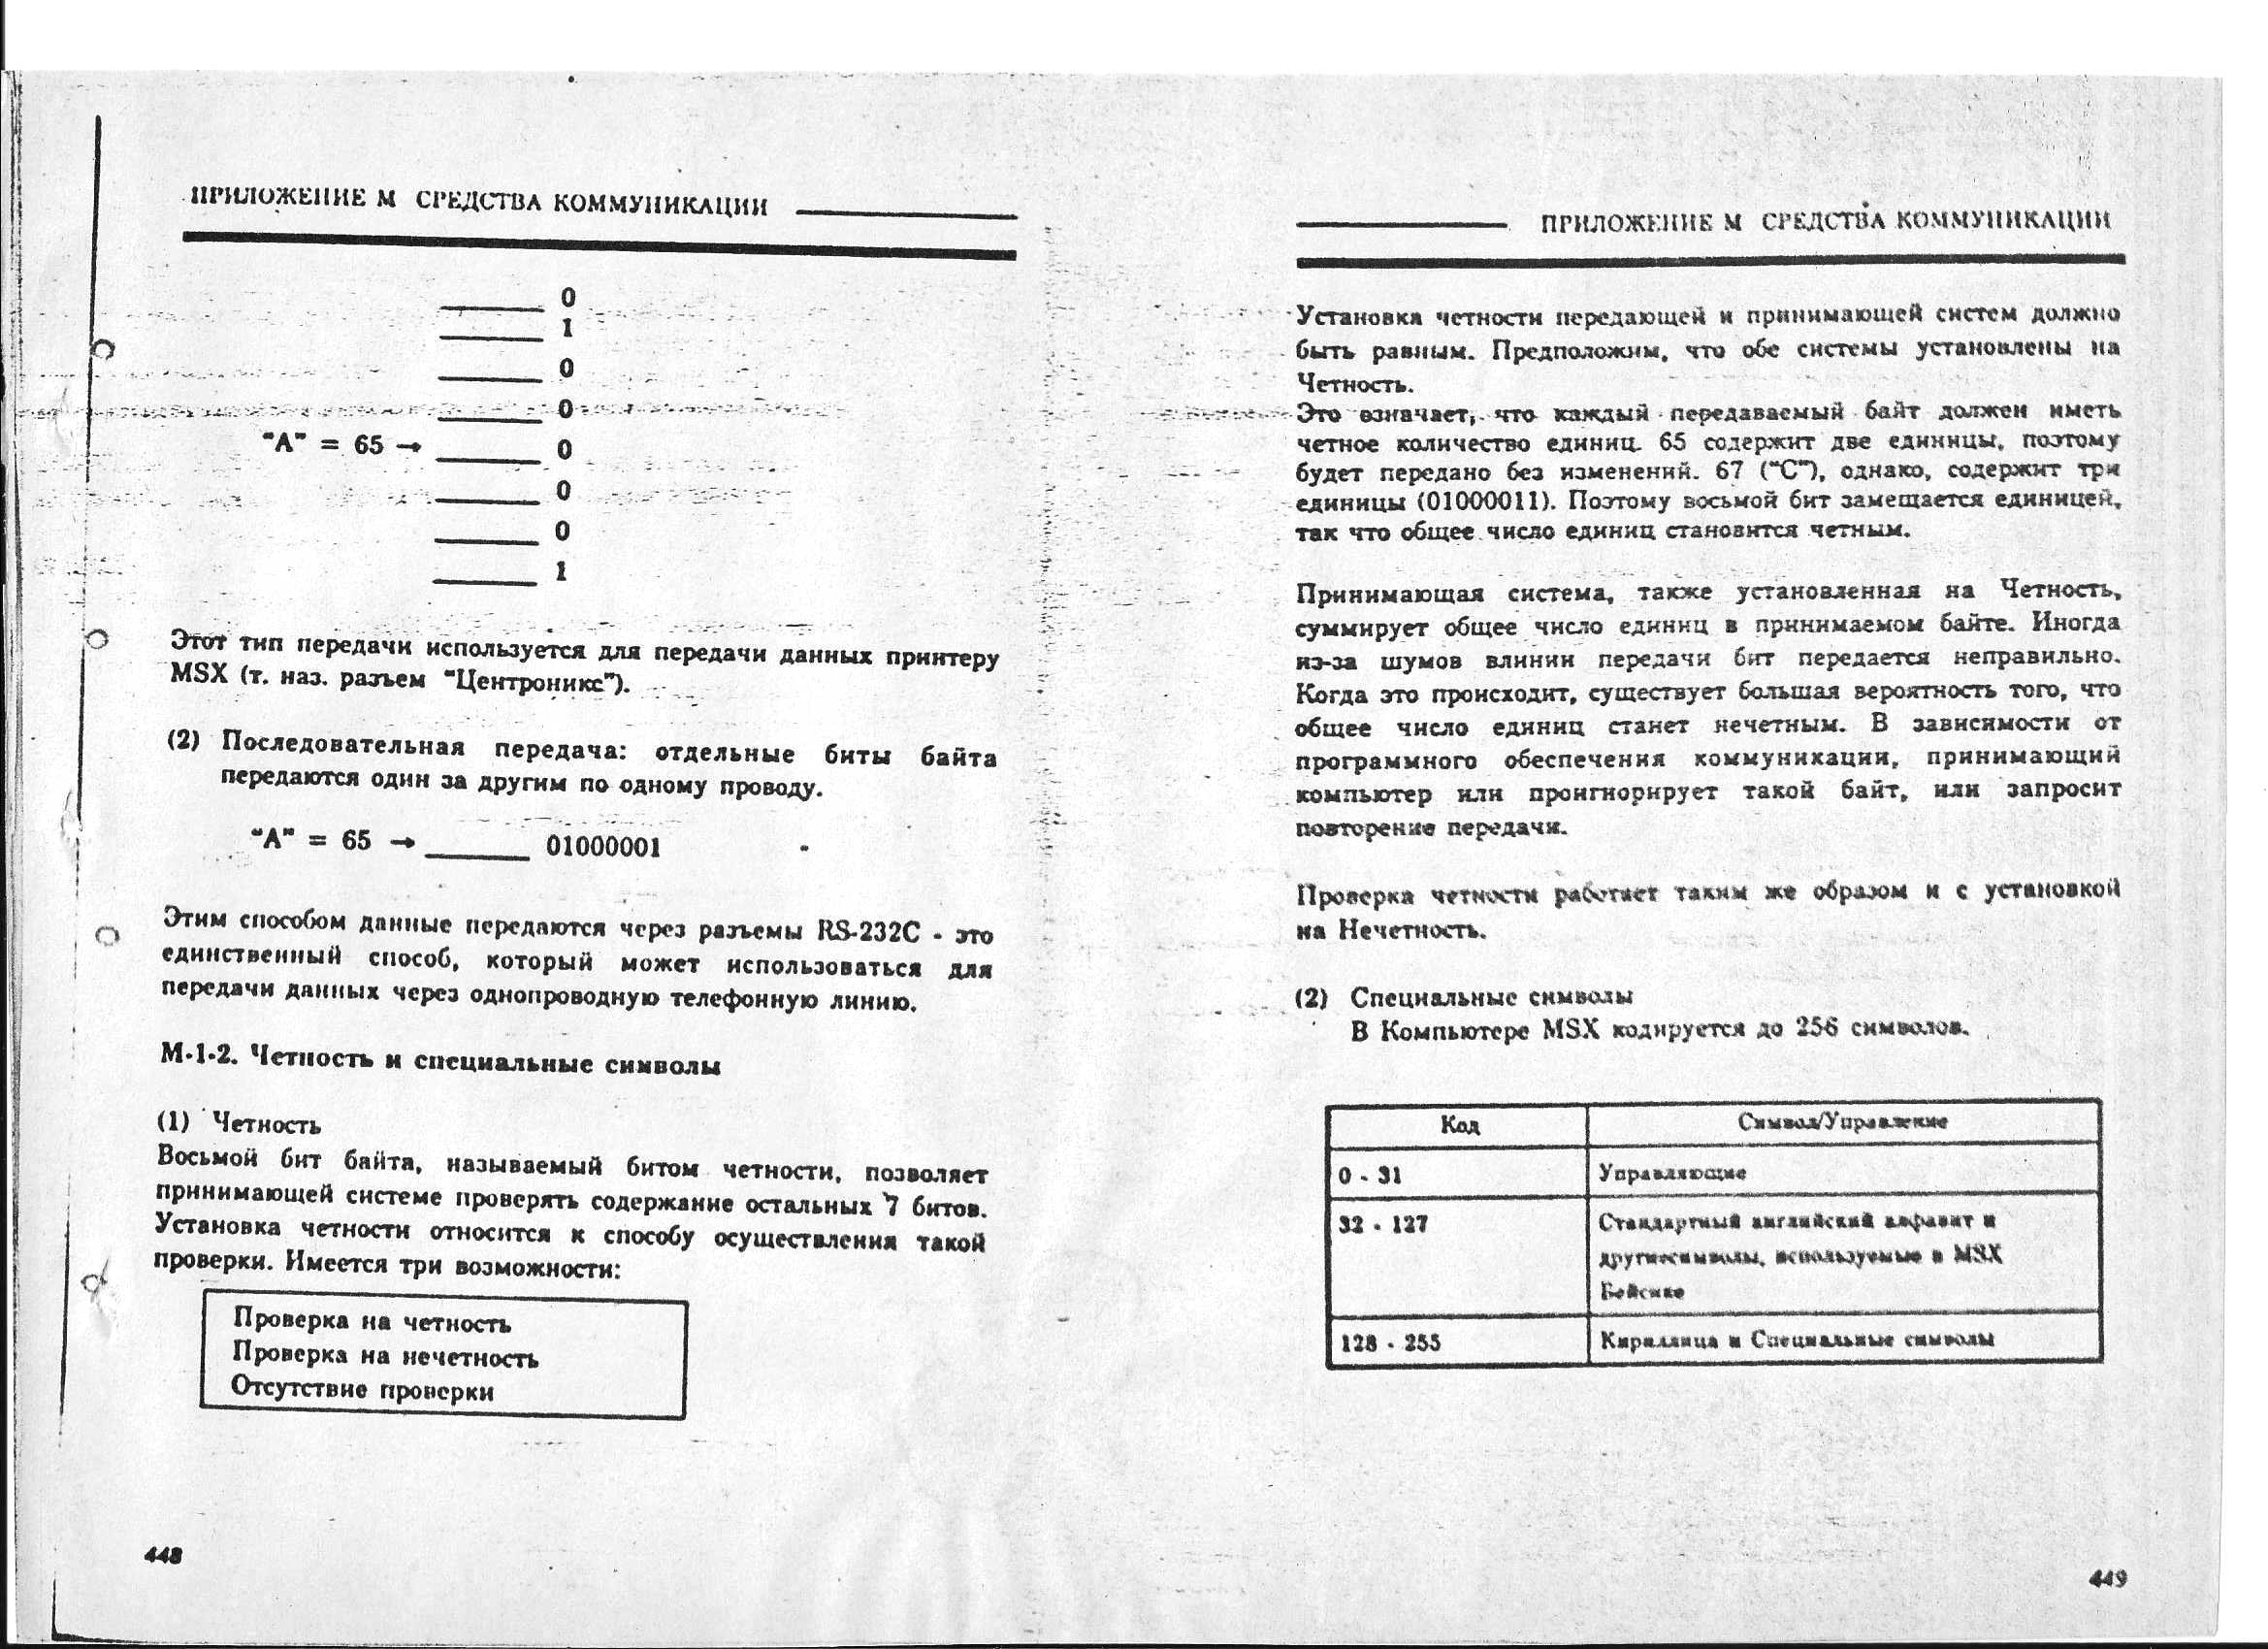 ПРИЛОЖЕНИЕ М СРЕДСТВА КОММУНИКАЦИИ
0
1
0
0
"А" = 65 → 0
0
0
1
Этот тип передачи используется для передачи данных принтеру
MSX (т. наз. разъем "Центроникс").
(2) Последовательная передача: отдельные биты байта
передаются один за другим по одному проводу.
"А" = 65 → 01000001
Этим способом данные передаются через разъемы RS-232C - это
единственный способ, который может использоваться для
передачи данных через однопроводную телефонную линию.
М-1-2. Четность и специальные символы
(1) Четность
Восьмой бит байта, называемый битом четности, позволяет
принимающей системе проверять содержание остальных 7 битов.
Установка четности относится к способу осуществления такой
проверки. Имеется три возможности:
Проверка на четность
Проверка на нечетность
Отсутствие проверки
448
ПРИЛОЖЕНИЕ М СРЕДСТВА КОММУНИКАЦИИ
Установка четности передающей и принимающей систем должно
быть равным. Предположим, что обе системы установлены на
Четность.
Это означает, что каждый передаваемый байт должен иметь
четное количество единиц. 65 содержит две единицы, поэтому
будет передано без изменений. 67 ("С"), однако, содержит три
единицы (01000011). Поэтому восьмой бит замещается единицей,
так что общее число единиц становится четным.
Принимающая система, также установленная на Четность,
суммирует общее число единиц в принимаемом байте. Иногда
из-за шумов влинии передачи бит передается неправильно.
Когда это происходит, существует большая вероятность того, что
общее число единиц станет нечетным. В зависимости от
программного обеспечения коммуникации, принимающий
компьютер или проигнорирует такой байт, или запросит
повторение передачи.
Проверка четности работает таким же образом и с установкой
на Нечетность.
(2) Специальные символы
В Компьютере MSX кодируется до 256 символов.
Код Символ/Управление
0 - 31 Управляющие
32 - 127 Стандартный английский алфавит и
другиесимволы, используемые в MSX
Бейсике
128 - 255 Кириллица и Специальные символы
449